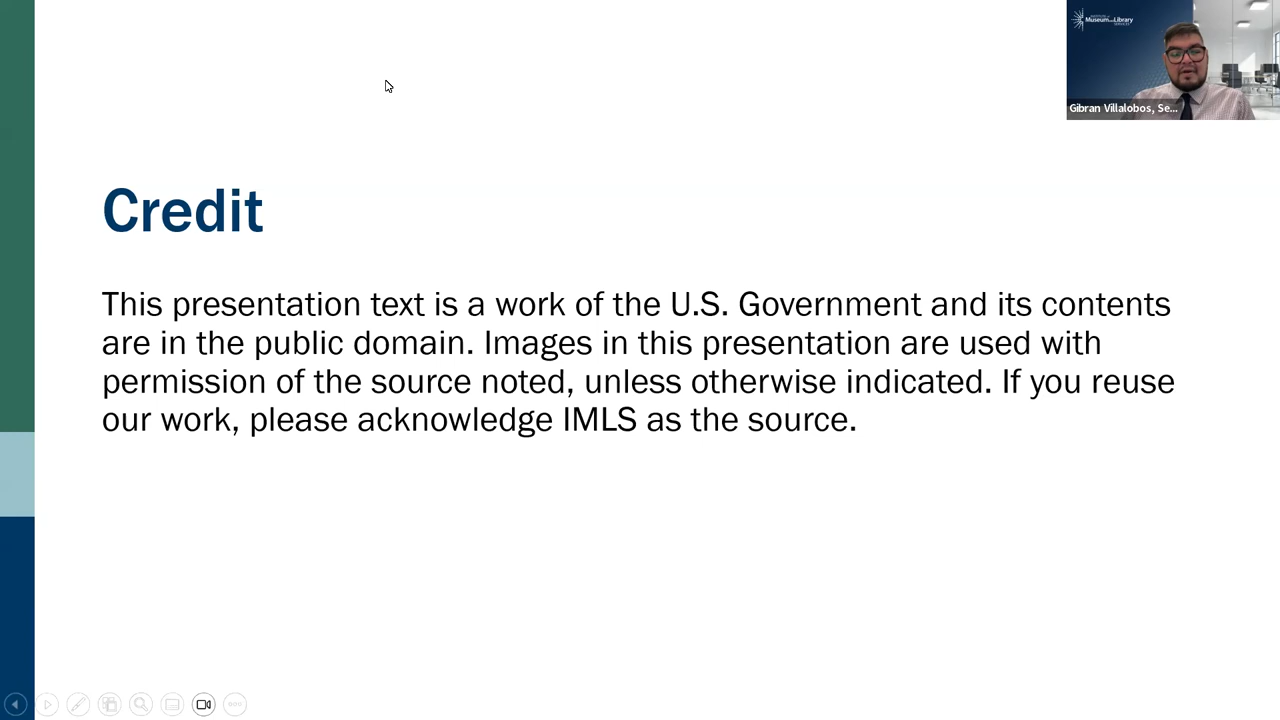 Museum and Library
SERVICES
Gibran Villalobos, Se...
Credit
This presentation text is a work of the U.S. Government and its contents
are in the public domain. Images in this presentation are used with
permission of the source noted, unless otherwise indicated. If you reuse
our work, please acknowledge IMLS as the source.